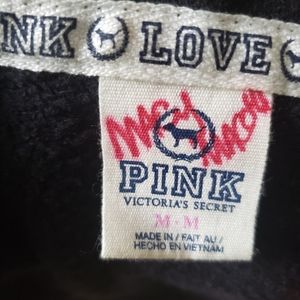 NK LOVE
PINK
VICTORIA'S SECRET
M · M
MADE IN / FAIT AU /
HECHO EN VIETNAM